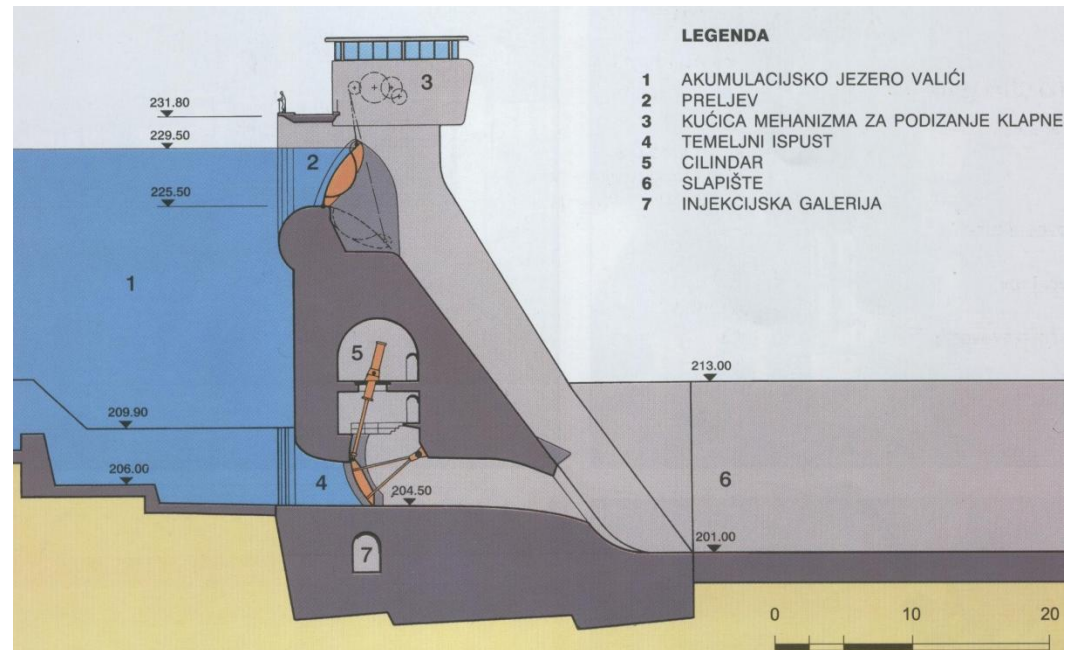 LEGENDA
1 AKUMULACIJSKO JEZERO VALIĆI
2 PRELJEV
3 KUĆICA MEHANIZMA ZA PODIZANJE KLAPNE
4 TEMELJNI ISPUST
5 CILINDAR
6 SLAPIŠTE
7 INJEKCIJSKA GALERIJA
3
231.80
229.50
2
225.50
1
5
213.00
209.90
206.00
4
204.50
6
201.00
7
0 10 20